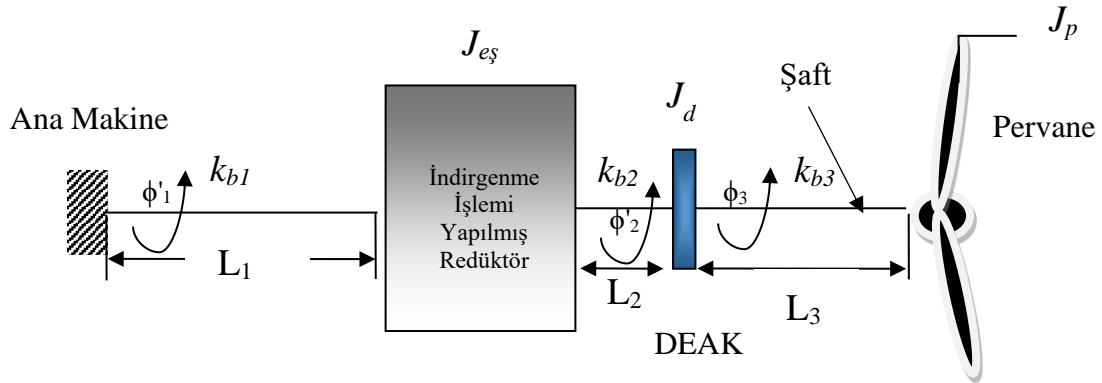 J_p
J_eş
Şaft
J_d
Ana Makine
Pervane
k_b1
k_b2
k_b3
ϕ'_1
İndirgenme
İşlemi
Yapılmış
Redüktör
ϕ'_2
ϕ_3
L_1
L_2
L_3
DEAK